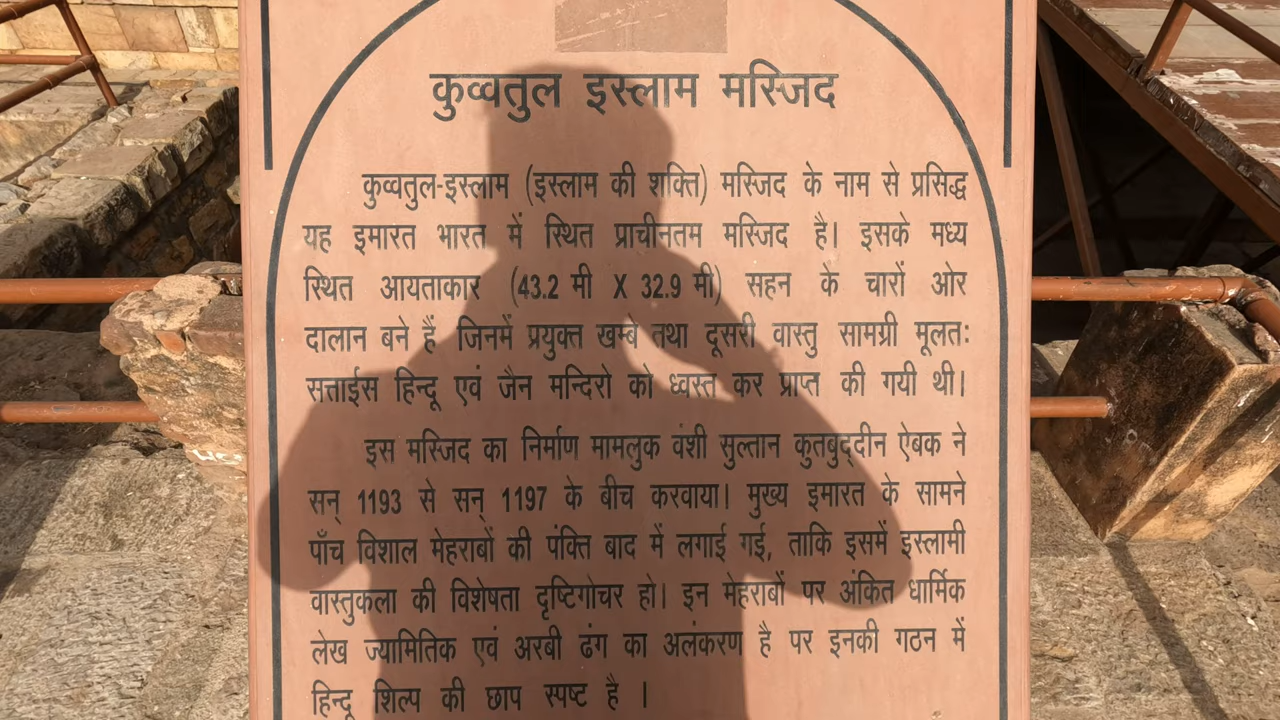 कुव्वतुल इस्लाम मस्जिद
कुव्वतुल-इस्लाम (इस्लाम की शक्ति) मस्जिद के नाम से प्रसिद्ध
यह इमारत भारत में स्थित प्राचीनतम मस्जिद है। इसके मध्य
स्थित आयताकार (43.2 मी X 32.9 मी) सहन के चारों ओर
दालान बने हैं जिनमें प्रयुक्त खम्बे तथा दूसरी वास्तु सामग्री मूलतः
सत्ताईस हिन्दू एवं जैन मन्दिरो को ध्वस्त कर प्राप्त की गयी थी।
इस मस्जिद का निर्माण मामलुक वंशी सुल्तान कुतबुद्दीन ऐबक ने
सन् 1193 से सन् 1197 के बीच करवाया। मुख्य इमारत के सामने
पाँच विशाल मेहराबों की पंक्ति बाद में लगाई गई, ताकि इसमें इस्लामी
वास्तुकला की विशेषता दृष्टिगोचर हो। इन मेहराबों पर अंकित धार्मिक
लेख ज्यामितिक एवं अरबी ढंग का अलंकरण है पर इनकी गठन में
हिन्दू शिल्प की छाप स्पष्ट है ।